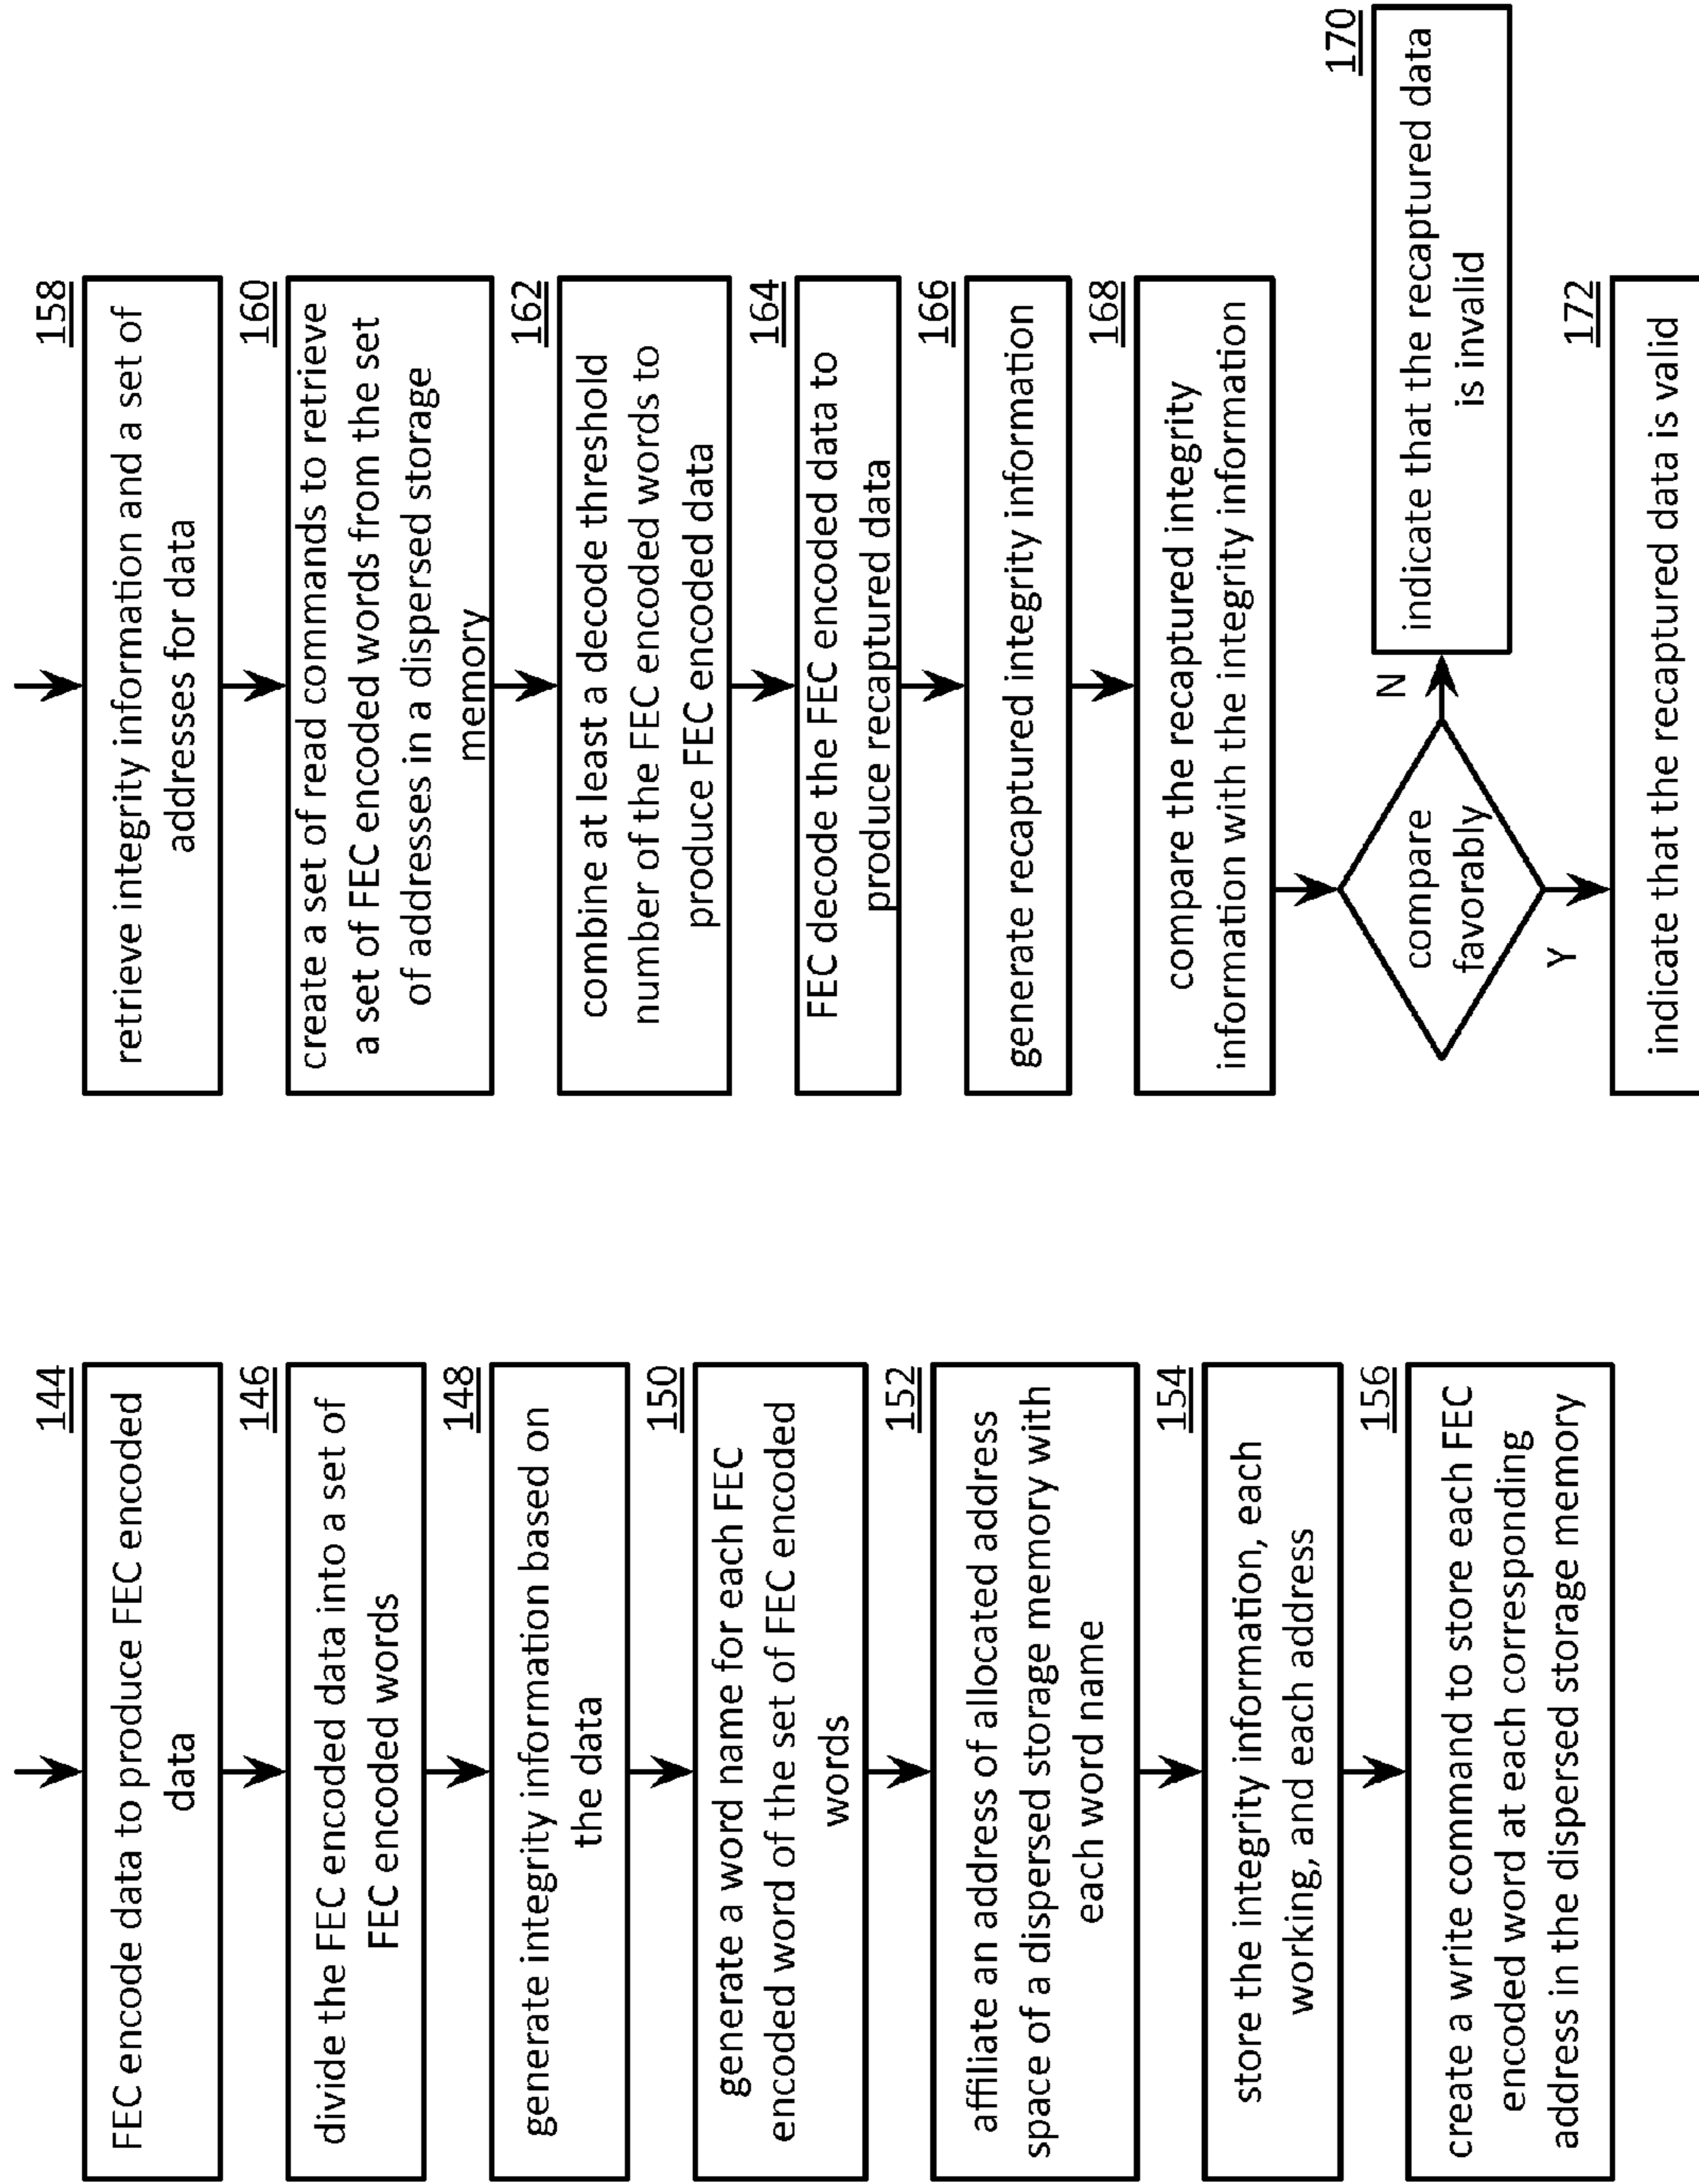 144
FEC encode data to produce FEC encoded
data
146
divide the FEC encoded data into a set of
FEC encoded words
148
generate integrity information based on
the data
150
generate a word name for each FEC
encoded word of the set of FEC encoded
words
152
affiliate an address of allocated address
space of a dispersed storage memory with
each word name
154
store the integrity information, each
working, and each address
156
create a write command to store each FEC
encoded word at each corresponding
address in the dispersed storage memory
158
retrieve integrity information and a set of
addresses for data
160
create a set of read commands to retrieve
a set of FEC encoded words from the set
of addresses in a dispersed storage
memory
162
combine at least a decode threshold
number of the FEC encoded words to
produce FEC encoded data
164
FEC decode the FEC encoded data to
produce recaptured data
166
generate recaptured integrity information
168
compare the recaptured integrity
information with the integrity information
compare
favorably
N
Y
170
indicate that the recaptured data
is invalid
172
indicate that the recaptured data is valid